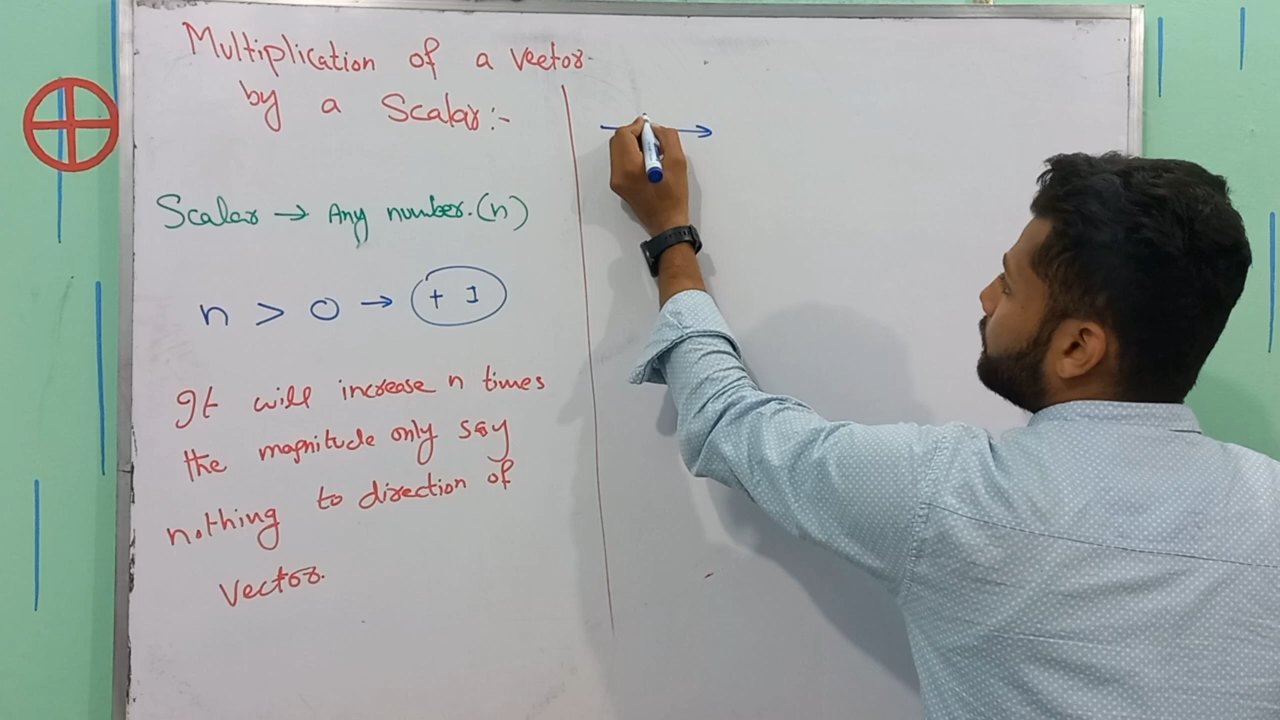 Multiplication of a vector
by a Scalar:-
Scalar → Any number. (n)
n > 0 → + 1
It will increase n times
the magnitude only say
nothing to direction of
vector.